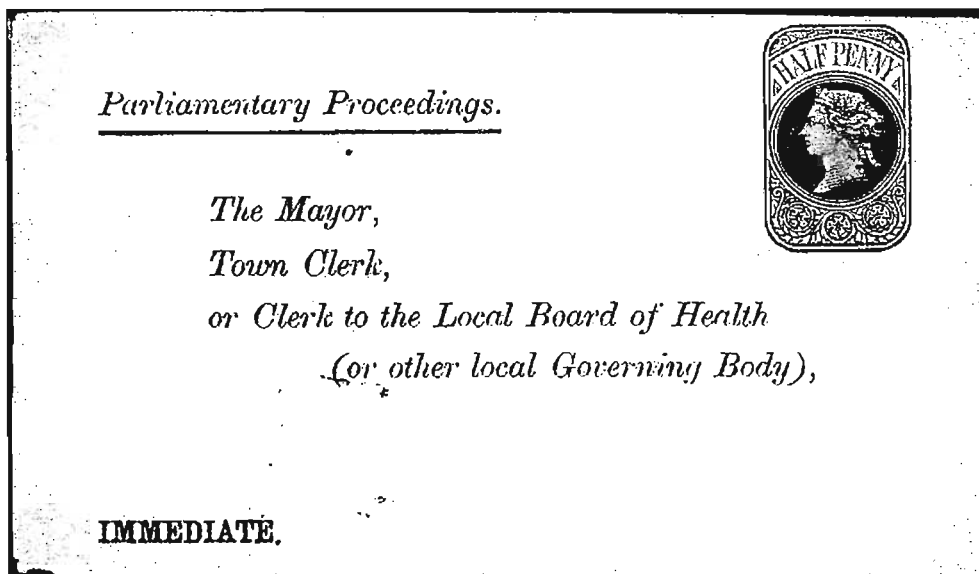 HALF PENNY
Parliamentary Proceedings.
The Mayor,
Town Clerk,
or Clerk to the Local Board of Health
(or other local Governing Body),
IMMEDIATE.